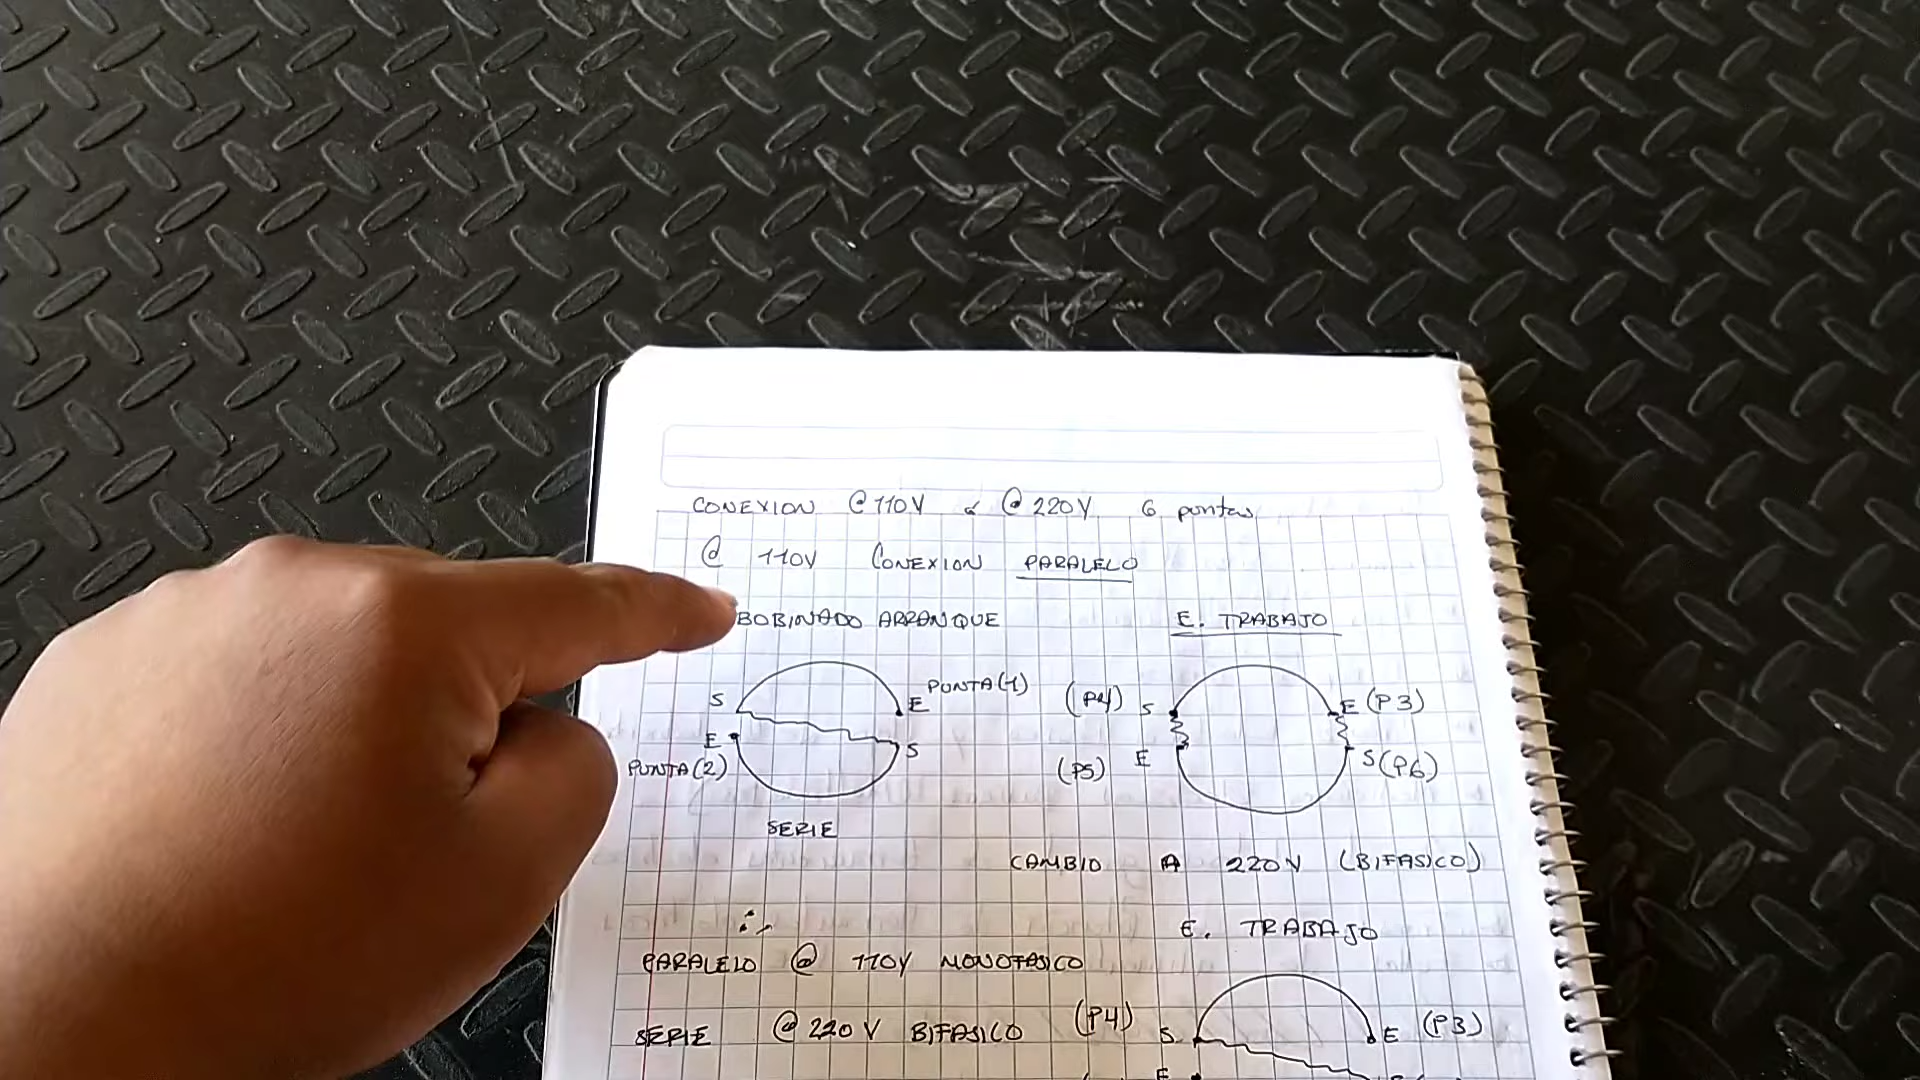 CONEXION @ 110V & @ 220V 6 puntas
@ 110V CONEXION PARALELO
BOBINADO ARRANQUE E. TRABAJO
S E PUNTA(1) (P4) S E (P3)
E S (P5) E S (P6)
PUNTA(2)
SERIE
CAMBIO A 220V (BIFASICO)
E. TRABAJO
PARALELO @ 110V MONOFASICO
SERIE @ 220V BIFASICO (P4) S E (P3)
E